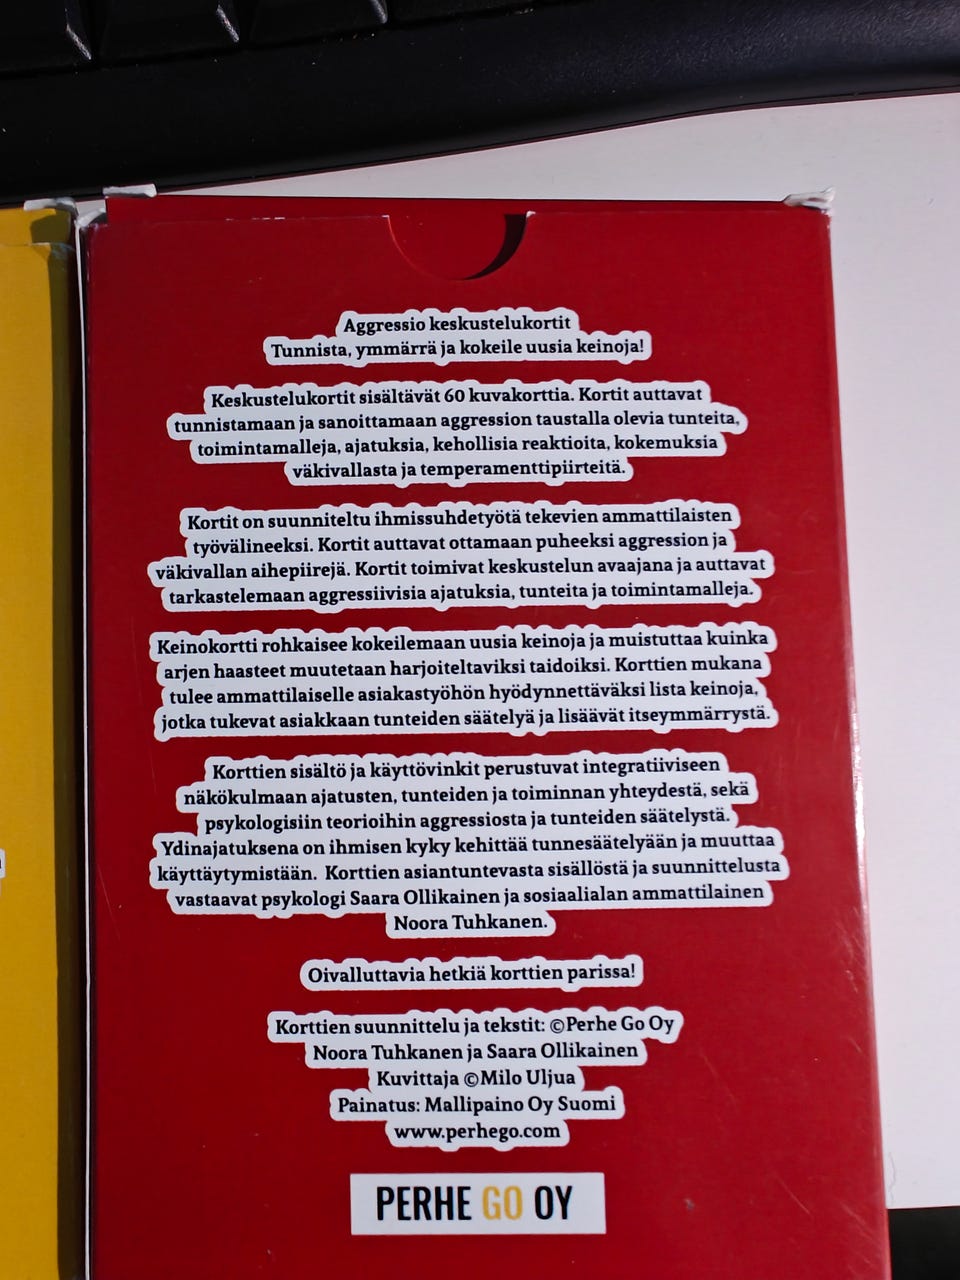 Aggressio keskustelukortit
Tunnista, ymmärrä ja kokeile uusia keinoja!
Keskustelukortit sisältävät 60 kuvakorttia. Kortit auttavat
tunnistamaan ja sanoittamaan aggression taustalla olevia tunteita,
toimintamalleja, ajatuksia, kehollisia reaktioita, kokemuksia
väkivallasta ja temperamenttipiirteitä.
Kortit on suunniteltu ihmissuhdetyötä tekevien ammattilaisten
työvälineeksi. Kortit auttavat ottamaan puheeksi aggression ja
väkivallan aihepiirejä. Kortit toimivat keskustelun avaajana ja auttavat
tarkastelemaan aggressiivisia ajatuksia, tunteita ja toimintamalleja.
Keinokortti rohkaisee kokeilemaan uusia keinoja ja muistuttaa kuinka
arjen haasteet muutetaan harjoiteltaviksi taidoiksi. Korttien mukana
tulee ammattilaiselle asiakastyöhön hyödynnettäväksi lista keinoja,
jotka tukevat asiakkaan tunteiden säätelyä ja lisäävät itseymmärrystä.
Korttien sisältö ja käyttövinkit perustuvat integratiiviseen
näkökulmaan ajatusten, tunteiden ja toiminnan yhteydestä, sekä
psykologisiin teorioihin aggressiosta ja tunteiden säätelystä.
Ydinajatuksena on ihmisen kyky kehittää tunnesäätelyään ja muuttaa
käyttäytymistään. Korttien asiantuntevasta sisällöstä ja suunnittelusta
vastaavat psykologi Saara Ollikainen ja sosiaalialan ammattilainen
Noora Tuhkanen.
Oivalluttavia hetkiä korttien parissa!
Korttien suunnittelu ja tekstit: ©Perhe Go Oy
Noora Tuhkanen ja Saara Ollikainen
Kuvittaja ©Milo Uljua
Painatus: Mallipaino Oy Suomi
www.perhego.com
PERHE GO OY